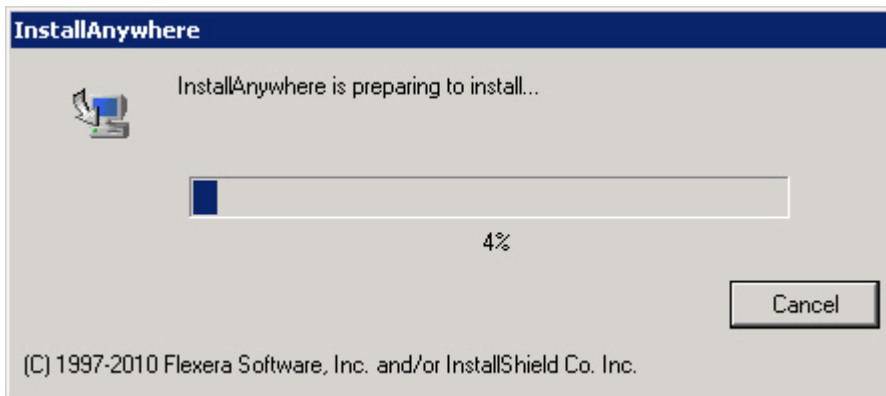 InstallAnywhere
InstallAnywhere is preparing to install...
4%
Cancel
(C) 1997-2010 Flexera Software, Inc. and/or InstallShield Co. Inc.